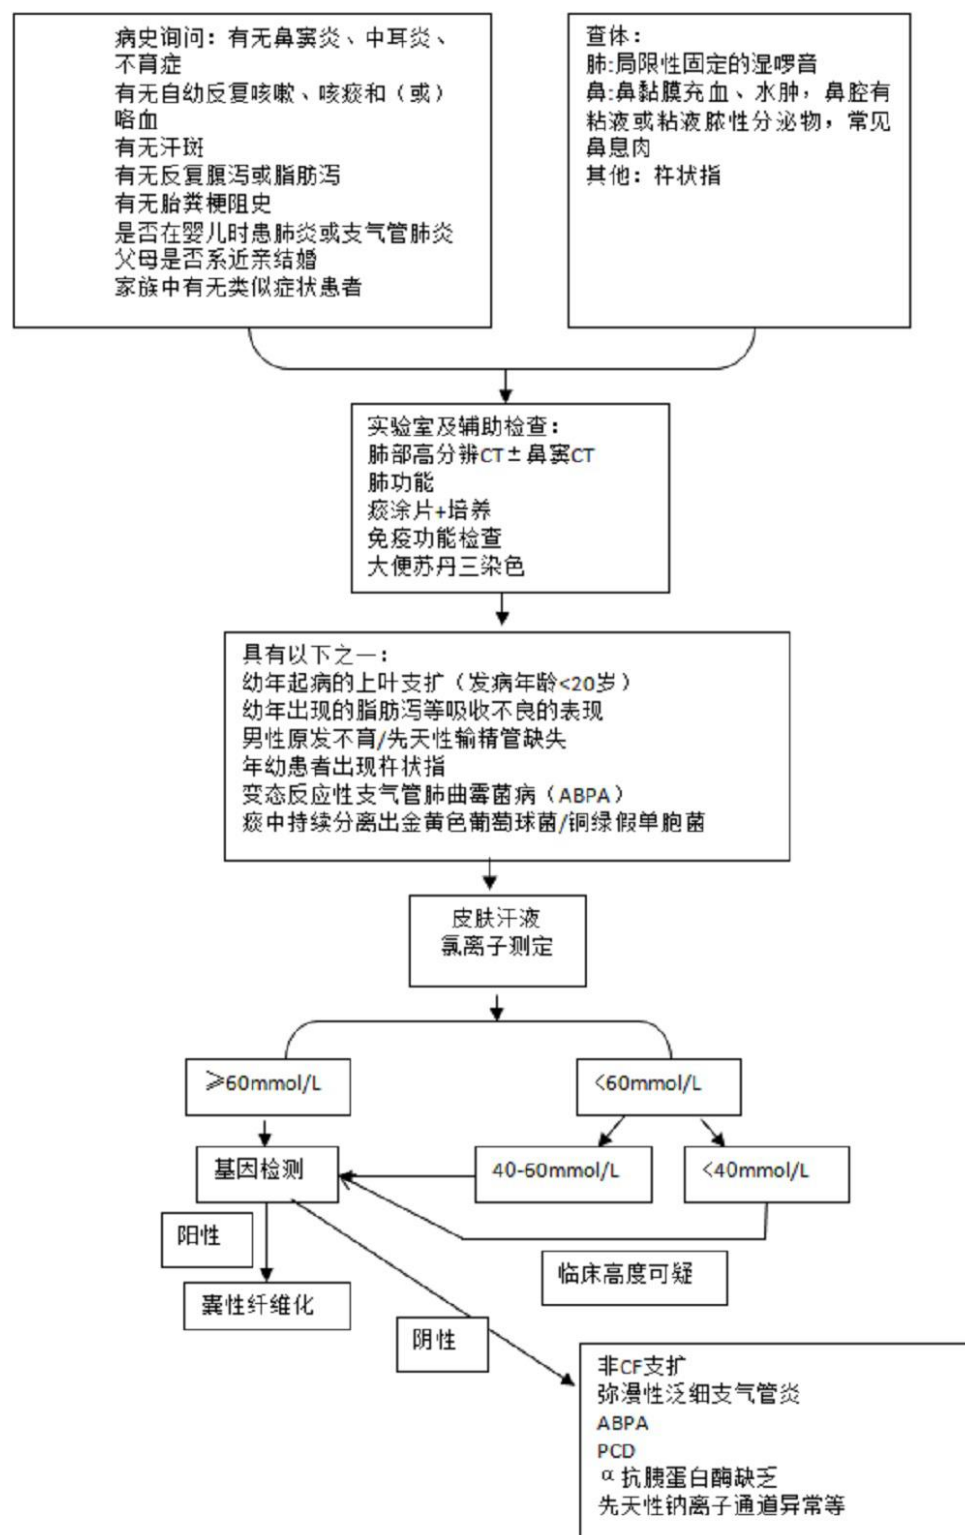 病史询问：有无鼻窦炎、中耳炎、
不育症
有无自幼反复咳嗽、咳痰和（或）
咯血
有无汗斑
有无反复腹泻或脂肪泻
有无胎粪梗阻史
是否在婴儿时患肺炎或支气管肺炎
父母是否系近亲结婚
家族中有无类似症状患者
查体：
肺:局限性固定的湿啰音
鼻:鼻黏膜充血、水肿，鼻腔有
粘液或粘液脓性分泌物，常见
鼻息肉
其他：杵状指
实验室及辅助检查：
肺部高分辨CT±鼻窦CT
肺功能
痰涂片+培养
免疫功能检查
大便苏丹三染色
具有以下之一：
幼年起病的上叶支扩（发病年龄<20岁）
幼年出现的脂肪泻等吸收不良的表现
男性原发不育/先天性输精管缺失
年幼患者出现杵状指
变态反应性支气管肺曲霉菌病（ABPA）
痰中持续分离出金黄色葡萄球菌/铜绿假单胞菌
皮肤汗液
氯离子测定
≥60mmol/L
<60mmol/L
基因检测
40-60mmol/L
<40mmol/L
阳性
临床高度可疑
囊性纤维化
阴性
非CF支扩
弥漫性泛细支气管炎
ABPA
PCD
α抗胰蛋白酶缺乏
先天性钠离子通道异常等